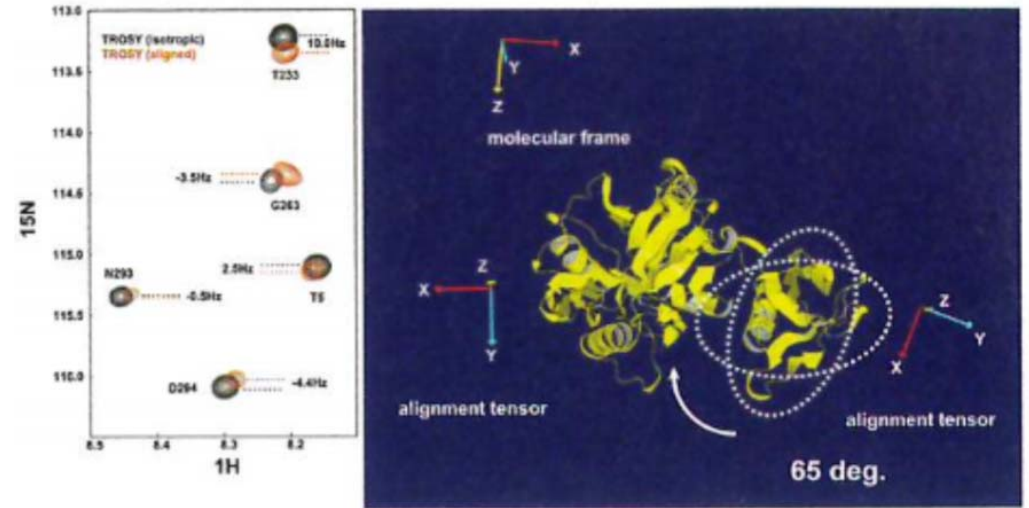 113.0
TROSY (isotropic)
TROSY (aligned)
10.5Hz
T233
113.5
114.0
-3.5Hz
114.5
G263
15N
115.0
N293
2.5Hz
-0.5Hz
T5
115.5
116.0
D264
-4.4Hz
8.5
8.4
8.3
8.2
1H
X
Y
Z
molecular frame
Z
X
Y
alignment tensor
Z
Y
X
alignment tensor
65 deg.